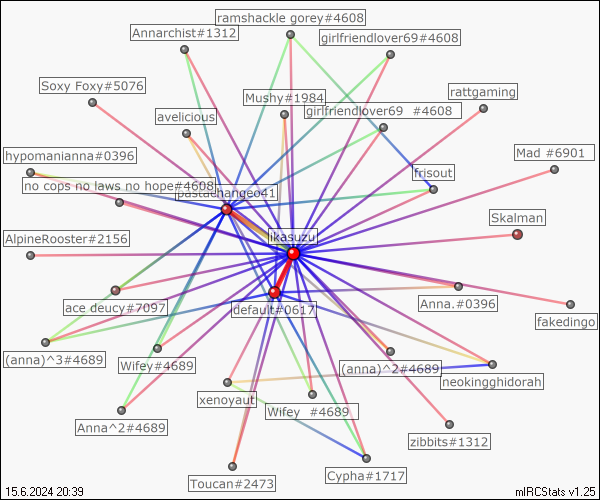 ramshackle gorey#4608
Annarchist#1312
girlfriendlover69#4608
Soxy Foxy#5076
rattgaming
Mushy#1984
girlfriendlover69 #4608
avelicious
hypomanianna#0396
Mad #6901
frisout
no cops no laws no hope#4608
pastachangeo41
Skalman
likasuzu
AlpineRooster#2156
ace deucy#7097
Anna.#0396
default#0617
fakedingo
(anna)^3#4689
Wifey#4689
(anna)^2#4689
neokingghidorah
xenoyaut
Wifey #4689
Anna^2#4689
zibbits#1312
Cypha#1717
Toucan#2473
15.6.2024 20:39
mIRCStats v1.25